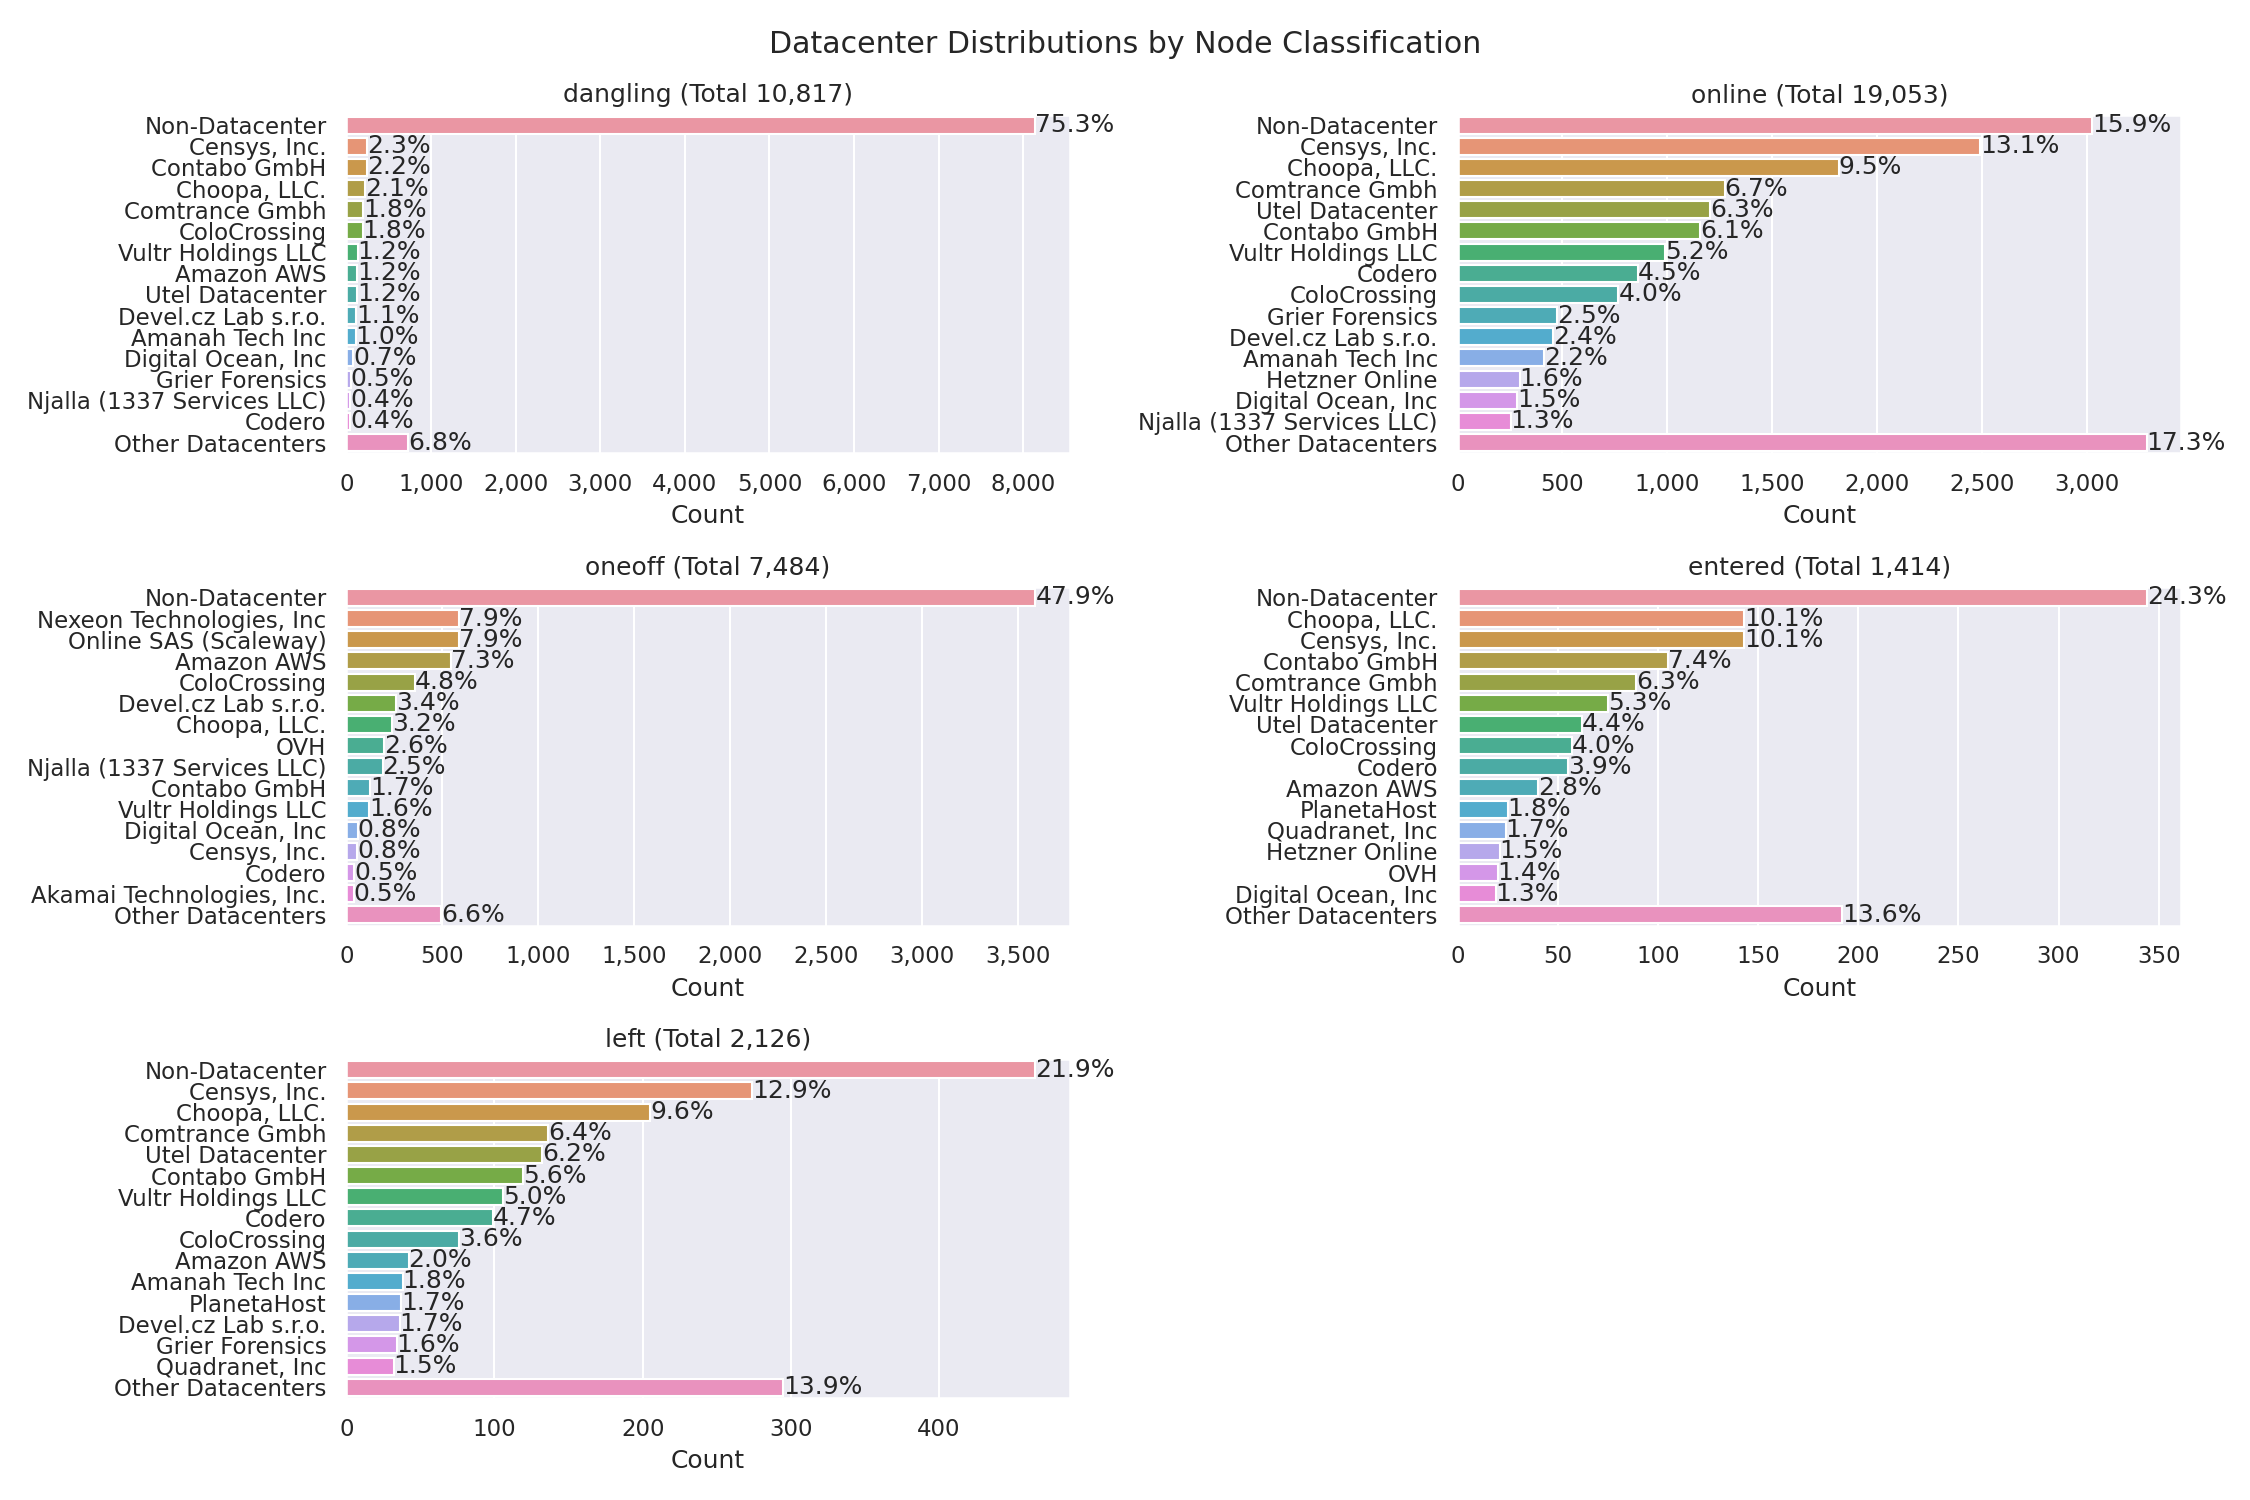 Datacenter Distributions by Node Classification
dangling (Total 10,817)
Non-Datacenter 75.3%
Censys, Inc. 2.3%
Contabo GmbH 2.2%
Choopa, LLC. 2.1%
Comtrance Gmbh 1.8%
ColoCrossing 1.8%
Vultr Holdings LLC 1.2%
Amazon AWS 1.2%
Utel Datacenter 1.2%
Devel.cz Lab s.r.o. 1.1%
Amanah Tech Inc 1.0%
Digital Ocean, Inc 0.7%
Grier Forensics 0.5%
Njalla (1337 Services LLC) 0.4%
Codero 0.4%
Other Datacenters 6.8%
0 1,000 2,000 3,000 4,000 5,000 6,000 7,000 8,000
Count
online (Total 19,053)
Non-Datacenter 15.9%
Censys, Inc. 13.1%
Choopa, LLC. 9.5%
Comtrance Gmbh 6.7%
Utel Datacenter 6.3%
Contabo GmbH 6.1%
Vultr Holdings LLC 5.2%
Codero 4.5%
ColoCrossing 4.0%
Grier Forensics 2.5%
Devel.cz Lab s.r.o. 2.4%
Amanah Tech Inc 2.2%
Hetzner Online 1.6%
Digital Ocean, Inc 1.5%
Njalla (1337 Services LLC) 1.3%
Other Datacenters 17.3%
0 500 1,000 1,500 2,000 2,500 3,000
Count
oneoff (Total 7,484)
Non-Datacenter 47.9%
Nexeon Technologies, Inc 7.9%
Online SAS (Scaleway) 7.9%
Amazon AWS 7.3%
ColoCrossing 4.8%
Devel.cz Lab s.r.o. 3.4%
Choopa, LLC. 3.2%
OVH 2.6%
Njalla (1337 Services LLC) 2.5%
Contabo GmbH 1.7%
Vultr Holdings LLC 1.6%
Digital Ocean, Inc 0.8%
Censys, Inc. 0.8%
Codero 0.5%
Akamai Technologies, Inc. 0.5%
Other Datacenters 6.6%
0 500 1,000 1,500 2,000 2,500 3,000 3,500
Count
entered (Total 1,414)
Non-Datacenter 24.3%
Choopa, LLC. 10.1%
Censys, Inc. 10.1%
Contabo GmbH 7.4%
Comtrance Gmbh 6.3%
Vultr Holdings LLC 5.3%
Utel Datacenter 4.4%
ColoCrossing 4.0%
Codero 3.9%
Amazon AWS 2.8%
PlanetaHost 1.8%
Quadranet, Inc 1.7%
Hetzner Online 1.5%
OVH 1.4%
Digital Ocean, Inc 1.3%
Other Datacenters 13.6%
0 50 100 150 200 250 300 350
Count
left (Total 2,126)
Non-Datacenter 21.9%
Censys, Inc. 12.9%
Choopa, LLC. 9.6%
Comtrance Gmbh 6.4%
Utel Datacenter 6.2%
Contabo GmbH 5.6%
Vultr Holdings LLC 5.0%
Codero 4.7%
ColoCrossing 3.6%
Amazon AWS 2.0%
Amanah Tech Inc 1.8%
PlanetaHost 1.7%
Devel.cz Lab s.r.o. 1.7%
Grier Forensics 1.6%
Quadranet, Inc 1.5%
Other Datacenters 13.9%
0 100 200 300 400
Count